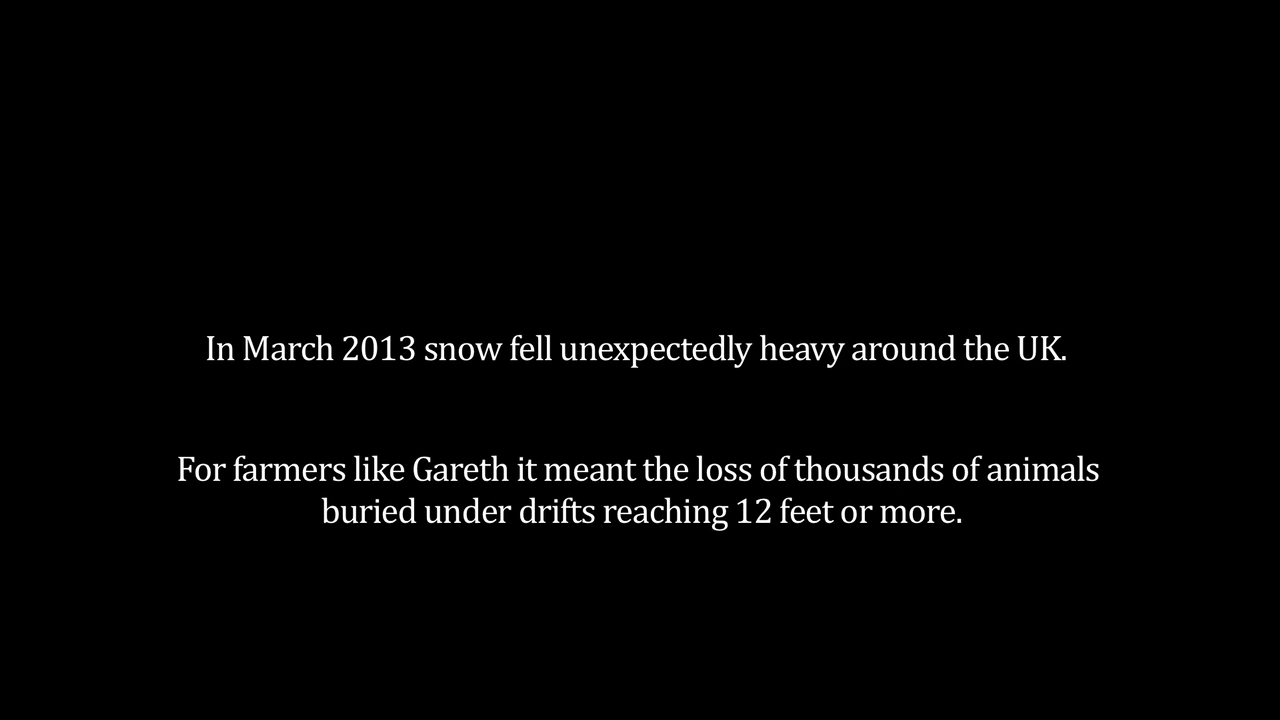 In March 2013 snow fell unexpectedly heavy around the UK.
For farmers like Gareth it meant the loss of thousands of animals
buried under drifts reaching 12 feet or more.